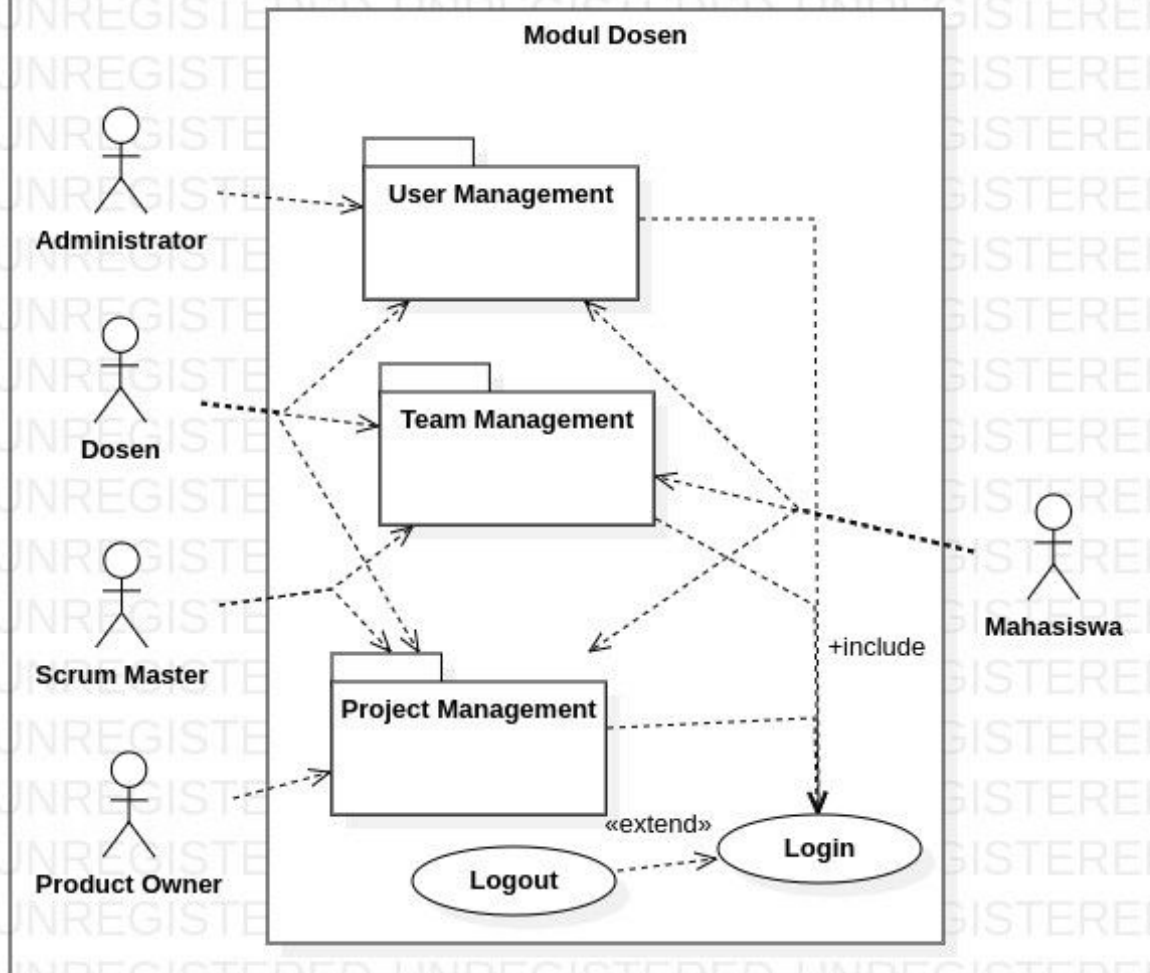 Modul Dosen
User Management
Administrator
Team Management
Dosen
Mahasiswa
+include
Scrum Master
Project Management
«extend»
Login
Logout
Product Owner
UNREGISTERED